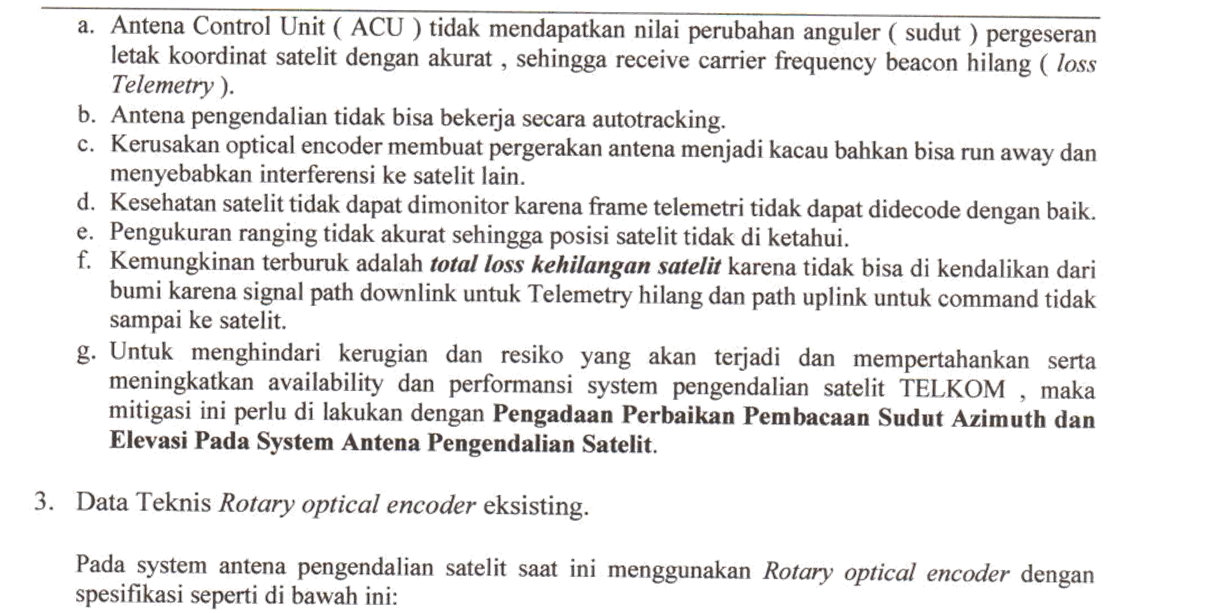 a. Antena Control Unit ( ACU ) tidak mendapatkan nilai perubahan anguler ( sudut ) pergeseran
letak koordinat satelit dengan akurat , sehingga receive carrier frequency beacon hilang ( loss
Telemetry ).
b. Antena pengendalian tidak bisa bekerja secara autotracking.
c. Kerusakan optical encoder membuat pergerakan antena menjadi kacau bahkan bisa run away dan
menyebabkan interferensi ke satelit lain.
d. Kesehatan satelit tidak dapat dimonitor karena frame telemetri tidak dapat didecode dengan baik.
e. Pengukuran ranging tidak akurat sehingga posisi satelit tidak di ketahui.
f. Kemungkinan terburuk adalah total loss kehilangan satelit karena tidak bisa di kendalikan dari
bumi karena signal path downlink untuk Telemetry hilang dan path uplink untuk command tidak
sampai ke satelit.
g. Untuk menghindari kerugian dan resiko yang akan terjadi dan mempertahankan serta
meningkatkan availability dan performansi system pengendalian satelit TELKOM , maka
mitigasi ini perlu di lakukan dengan Pengadaan Perbaikan Pembacaan Sudut Azimuth dan
Elevasi Pada System Antena Pengendalian Satelit.
3. Data Teknis Rotary optical encoder eksisting.
Pada system antena pengendalian satelit saat ini menggunakan Rotary optical encoder dengan
spesifikasi seperti di bawah ini: